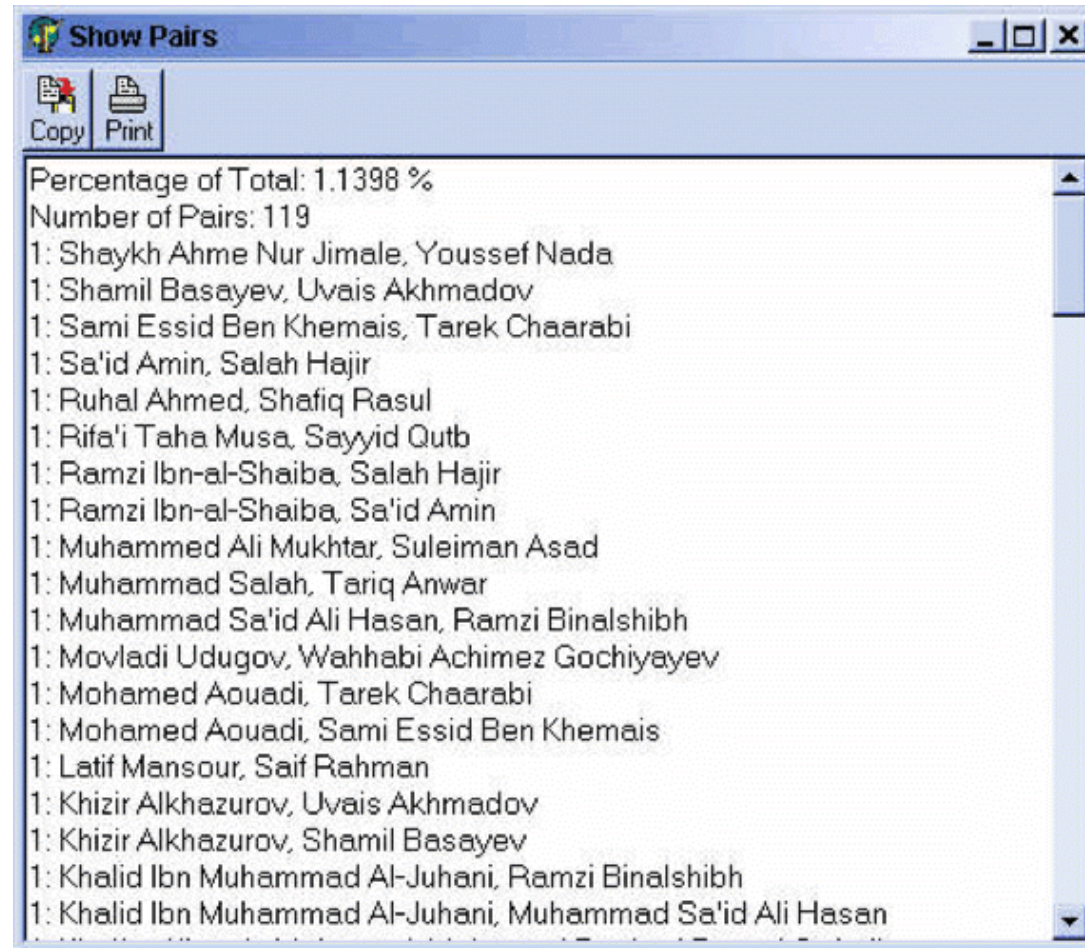 Show Pairs
Copy Print
Percentage of Total: 1.1398 %
Number of Pairs: 119
1: Shaykh Ahme Nur Jimale, Youssef Nada
1: Shamil Basayev, Uvais Akhmadov
1: Sami Essid Ben Khemais, Tarek Chaarabi
1: Sa'id Amin, Salah Hajir
1: Ruhal Ahmed, Shafiq Rasul
1: Rifa'i Taha Musa, Sayyid Qutb
1: Ramzi Ibn-al-Shaiba, Salah Hajir
1: Ramzi Ibn-al-Shaiba, Sa'id Amin
1: Muhammed Ali Mukhtar, Suleiman Asad
1: Muhammad Salah, Tariq Anwar
1: Muhammad Sa'id Ali Hasan, Ramzi Binalshibh
1: Movladi Udugov, Wahhabi Achimez Gochiyayev
1: Mohamed Aouadi, Tarek Chaarabi
1: Mohamed Aouadi, Sami Essid Ben Khemais
1: Latif Mansour, Saif Rahman
1: Khizir Alkhazurov, Uvais Akhmadov
1: Khizir Alkhazurov, Shamil Basayev
1: Khalid Ibn Muhammad Al-Juhani, Ramzi Binalshibh
1: Khalid Ibn Muhammad Al-Juhani, Muhammad Sa'id Ali Hasan